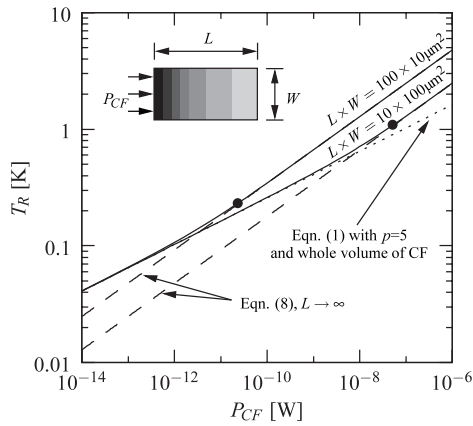 10
1
0.1
0.01
T_R [K]
L
P_CF
W
L × W = 100 × 10μm²
L × W = 10 × 100μm²
Eqn. (1) with p=5
and whole volume of CF
Eqn. (8), L → ∞
10⁻¹⁴ 10⁻¹² 10⁻¹⁰ 10⁻⁸ 10⁻⁶
P_CF [W]